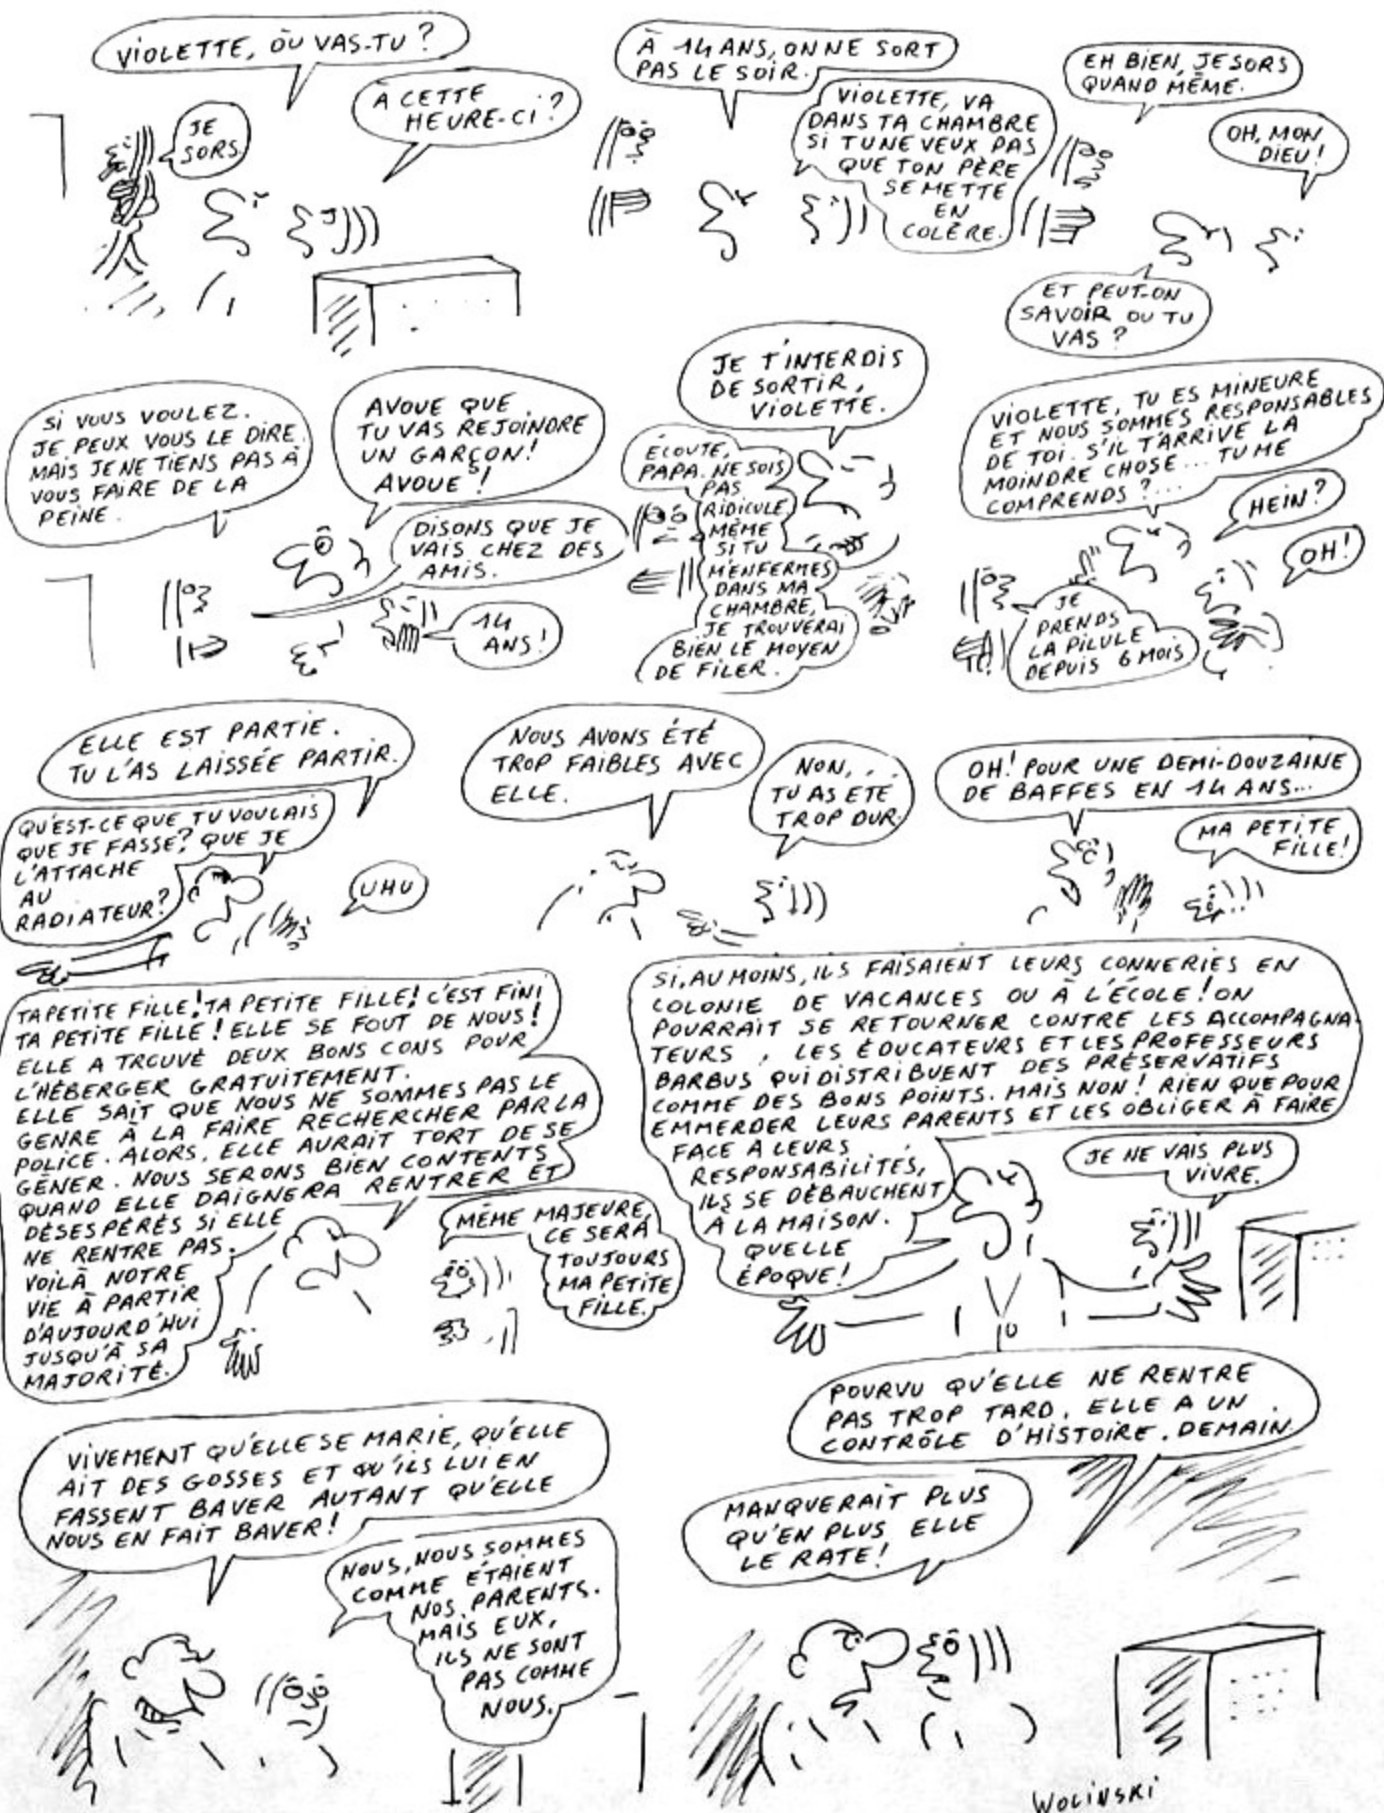 VIOLETTE, OÙ VAS-TU ?
JE
SORS.
À CETTE
HEURE-CI ?
À 14 ANS, ON NE SORT
PAS LE SOIR.
VIOLETTE, VA
DANS TA CHAMBRE
SI TU NE VEUX PAS
QUE TON PÈRE
SE METTE
EN
COLÈRE.
EH BIEN, JE SORS
QUAND MÊME.
OH, MON
DIEU !
ET PEUT-ON
SAVOIR OU TU
VAS ?
SI VOUS VOULEZ.
JE PEUX VOUS LE DIRE.
MAIS JE NE TIENS PAS À
VOUS FAIRE DE LA
PEINE.
AVOUE QUE
TU VAS REJOINDRE
UN GARÇON !
AVOUE !
DISONS QUE JE
VAIS CHEZ DES
AMIS.
14
ANS !
JE T'INTERDIS
DE SORTIR,
VIOLETTE.
ÉCOUTE,
PAPA. NE SOIS
PAS
RIDICULE,
MÊME
SI TU
M'ENFERMES
DANS MA
CHAMBRE,
JE TROUVERAI
BIEN LE MOYEN
DE FILER.
VIOLETTE, TU ES MINEURE
ET NOUS SOMMES RESPONSABLES
DE TOI. S'IL T'ARRIVE LA
MOINDRE CHOSE... TU ME
COMPRENDS ?...
HEIN ?
JE
PRENDS
LA PILULE
DEPUIS 6 MOIS
OH !
ELLE EST PARTIE.
TU L'AS LAISSÉE PARTIR.
QU'EST-CE QUE TU VOULAIS
QUE JE FASSE ? QUE JE
L'ATTACHE
AU
RADIATEUR ?
UHU
NOUS AVONS ÉTÉ
TROP FAIBLES AVEC
ELLE.
NON,..
TU AS ÉTÉ
TROP DUR.
OH ! POUR UNE DEMI-DOUZAINE
DE BAFFES EN 14 ANS...
MA PETITE
FILLE !
TA PETITE FILLE ! TA PETITE FILLE ! C'EST FINI
TA PETITE FILLE ! ELLE SE FOUT DE NOUS !
ELLE A TROUVÉ DEUX BONS CONS POUR
L'HÉBERGER GRATUITEMENT.
ELLE SAIT QUE NOUS NE SOMMES PAS LE
GENRE À LA FAIRE RECHERCHER PAR LA
POLICE. ALORS, ELLE AURAIT TORT DE SE
GÊNER. NOUS SERONS BIEN CONTENTS
QUAND ELLE DAIGNERA RENTRER ET
DÉSESPÉRÉS SI ELLE
NE RENTRE PAS.
VOILÀ NOTRE
VIE À PARTIR
D'AUJOURD'HUI
JUSQU'À SA
MAJORITÉ.
MÊME MAJEURE,
CE SERA
TOUJOURS
MA PETITE
FILLE.
SI, AU MOINS, ILS FAISAIENT LEURS CONNERIES EN
COLONIE DE VACANCES OU À L'ÉCOLE ! ON
POURRAIT SE RETOURNER CONTRE LES ACCOMPAGNA-
TEURS, LES ÉDUCATEURS ET LES PROFESSEURS
BARBUS QUI DISTRIBUENT DES PRÉSERVATIFS
COMME DES BONS POINTS. MAIS NON ! RIEN QUE POUR
EMMERDER LEURS PARENTS ET LES OBLIGER À FAIRE
FACE A LEURS
RESPONSABILITÉS,
ILS SE DÉBAUCHENT
A LA MAISON.
QUELLE
ÉPOQUE !
JE NE VAIS PLUS
VIVRE.
VIVEMENT QU'ELLE SE MARIE, QU'ELLE
AIT DES GOSSES ET QU'ILS LUI EN
FASSENT BAVER AUTANT QU'ELLE
NOUS EN FAIT BAVER !
NOUS, NOUS SOMMES
COMME ÉTAIENT
NOS PARENTS.
MAIS EUX,
ILS NE SONT
PAS COMME
NOUS.
POURVU QU'ELLE NE RENTRE
PAS TROP TARD. ELLE A UN
CONTRÔLE D'HISTOIRE. DEMAIN.
MANQUERAIT PLUS
QU'EN PLUS ELLE
LE RATE !
WOLINSKI